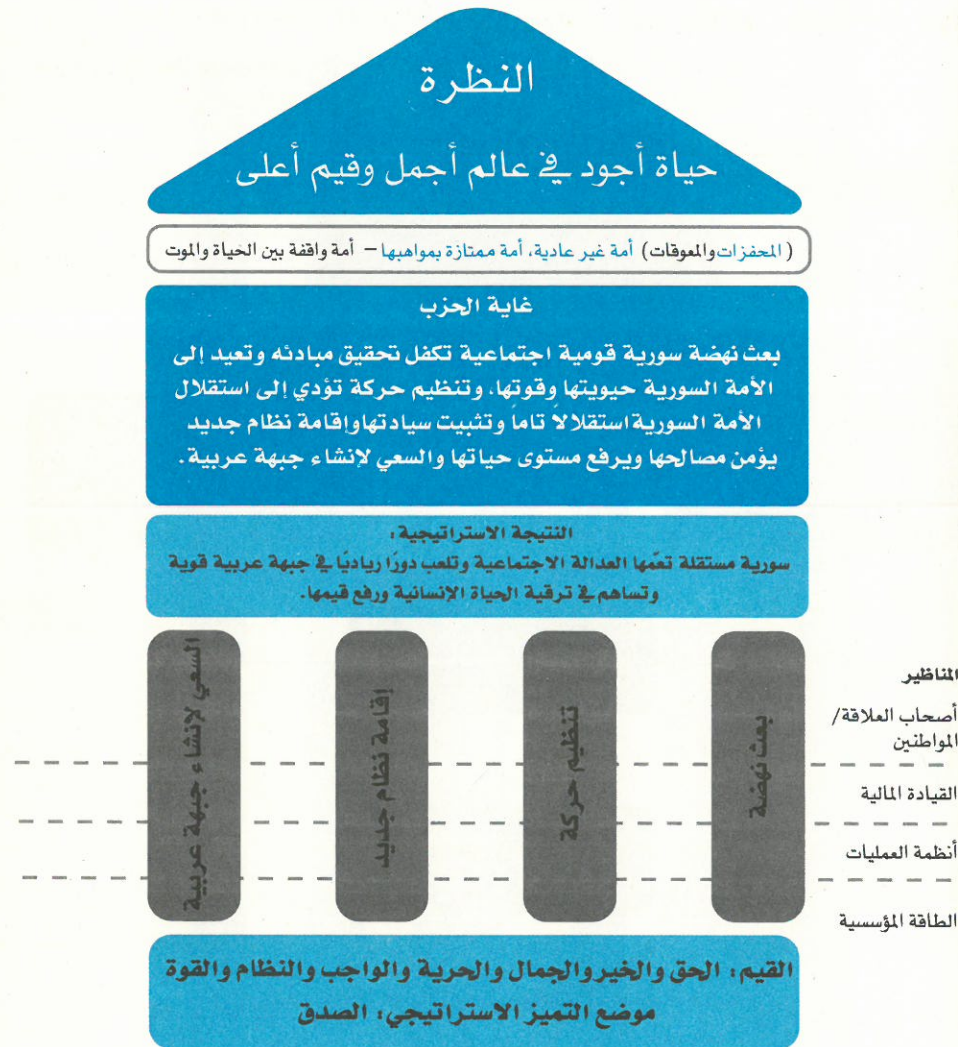 النظرة
حياة أجود في عالم أجمل وقيم أعلى
( المحفزات والمعوقات) أمة غير عادية، أمة ممتازة بمواهبها – أمة واقفة بين الحياة والموت
غاية الحزب
بعث نهضة سورية قومية اجتماعية تكفل تحقيق مبادئه وتعيد إلى
الأمة السورية حيويتها وقوتها، وتنظيم حركة تؤدي إلى استقلال
الأمة السورية استقلالاً تاماً وتثبيت سيادتها وإقامة نظام جديد
يؤمن مصالحها ويرفع مستوى حياتها والسعي لإنشاء جبهة عربية.
النتيجة الاستراتيجية:
سورية مستقلة تعمّها العدالة الاجتماعية وتلعب دورًا رياديًا في جبهة عربية قوية
وتساهم في ترقية الحياة الإنسانية ورفع قيمها.
المناظير
أصحاب العلاقة/
المواطنين
القيادة المالية
أنظمة العمليات
الطاقة المؤسسية
بعث نهضة
تنظيم حركة
إقامة نظام جديد
السعي لإنشاء جبهة عربية
القيم: الحق والخير والجمال والحرية والواجب والنظام والقوة
موضع التميز الاستراتيجي: الصدق